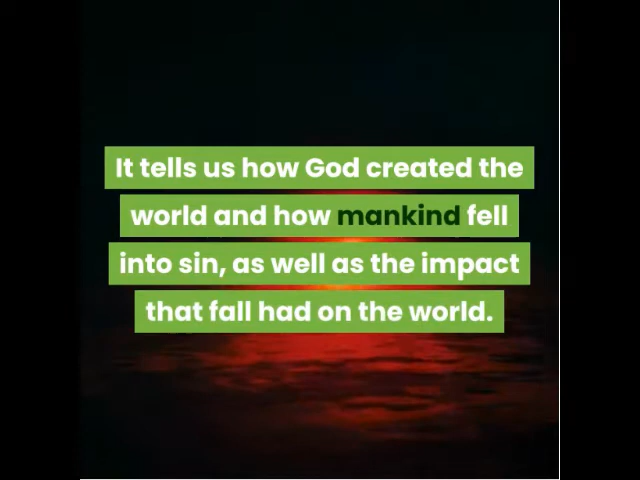 It tells us how God created the
world and how mankind fell
into sin, as well as the impact
that fall had on the world.